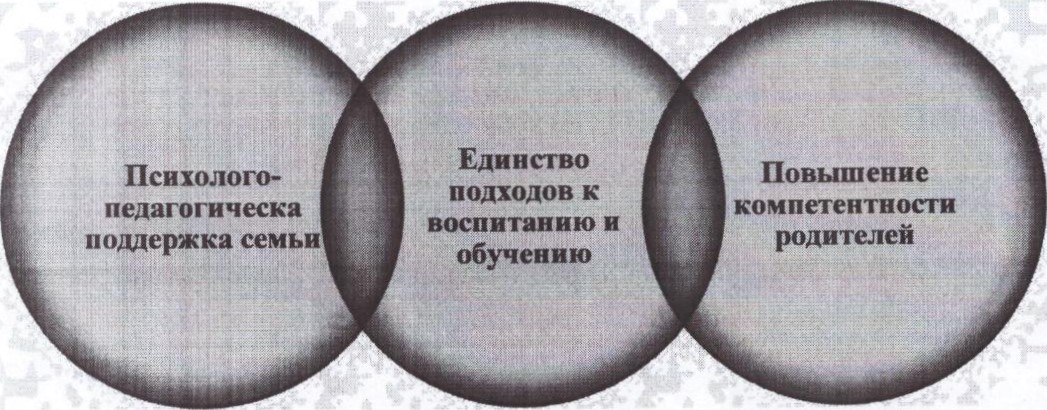 Психолого-
педагогическа
поддержка семьи
Единство
подходов к
воспитанию и
обучению
Повышение
компетентности
родителей